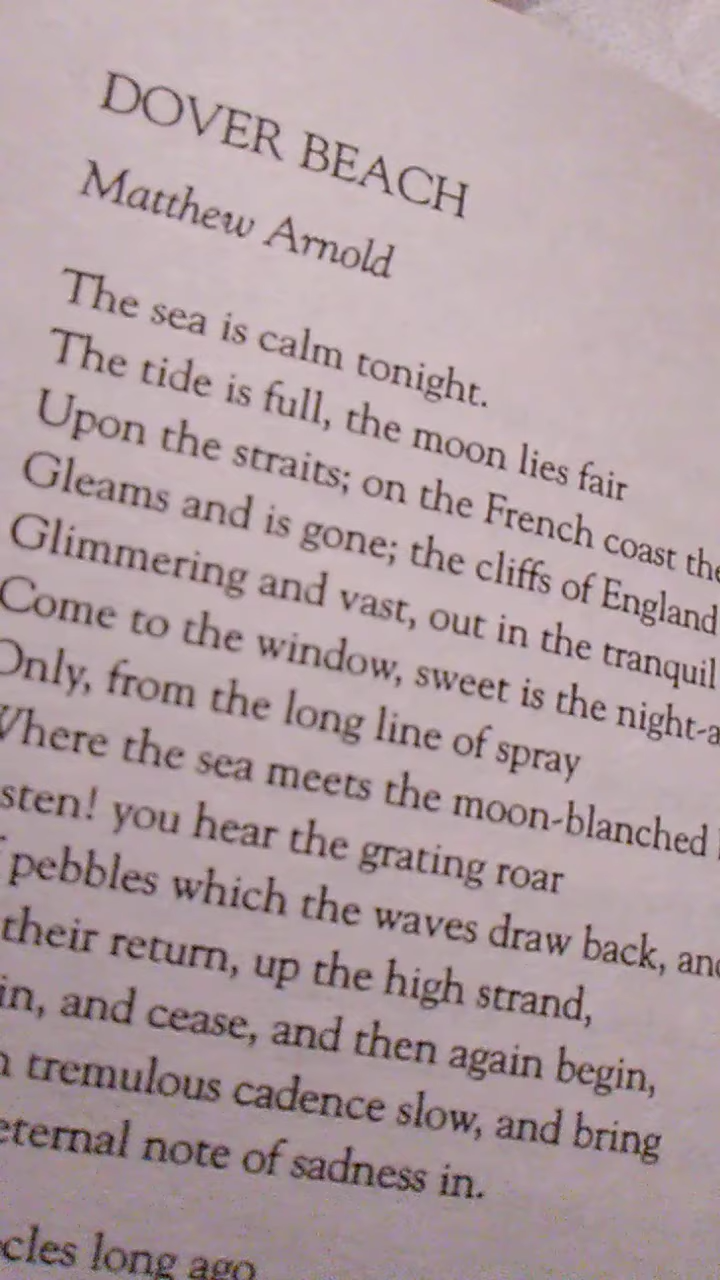 DOVER BEACH
Matthew Arnold
The sea is calm tonight.
The tide is full, the moon lies fair
Upon the straits; on the French coast the
Gleams and is gone; the cliffs of England
Glimmering and vast, out in the tranquil
Come to the window, sweet is the night-a
Only, from the long line of spray
Where the sea meets the moon-blanched
sten! you hear the grating roar
f pebbles which the waves draw back, and
their return, up the high strand,
in, and cease, and then again begin,
tremulous cadence slow, and bring
eternal note of sadness in.
cles long ago